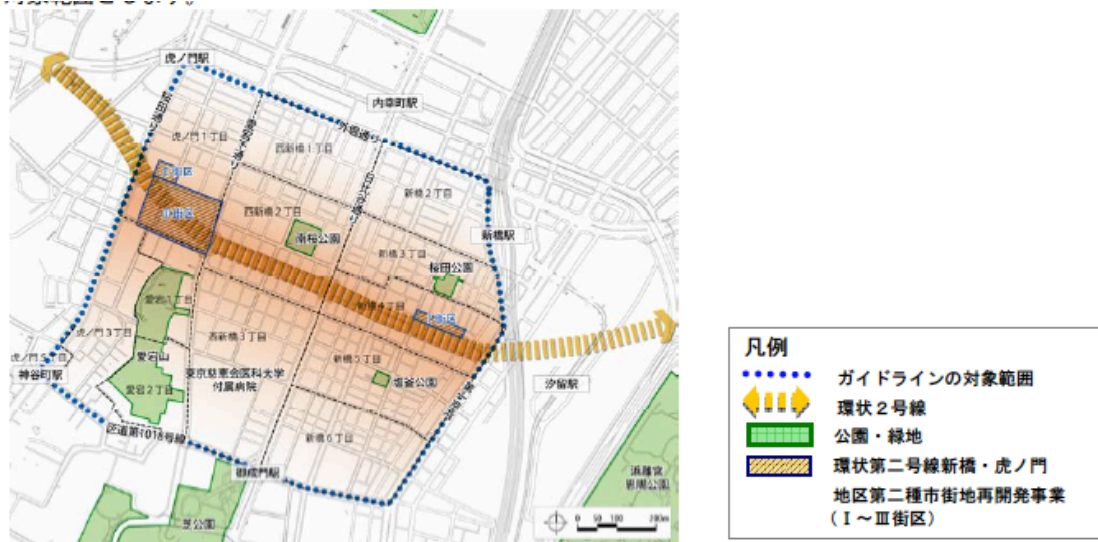 虎ノ門駅
内幸町駅
桜田通り
愛宕下通り
外堀通り
虎ノ門1丁目
西新橋1丁目
日比谷通り
新橋2丁目
Ⅲ街区
西新橋2丁目
南桜公園
新橋駅
新橋3丁目
桜田公園
新橋4丁目
愛宕1丁目
虎ノ門3丁目
西新橋3丁目
虎ノ門5丁目
愛宕山
神谷町駅
東京慈恵会医科大学
付属病院
新橋5丁目
塩釜公園
汐留駅
愛宕2丁目
区道第1018号線
新橋6丁目
御成門駅
浜離宮
恩賜公園
芝公園
0 50 100 200m
凡例
ガイドラインの対象範囲
環状2号線
公園・緑地
環状第二号線新橋・虎ノ門
地区第二種市街地再開発事業
(Ⅰ～Ⅲ街区)